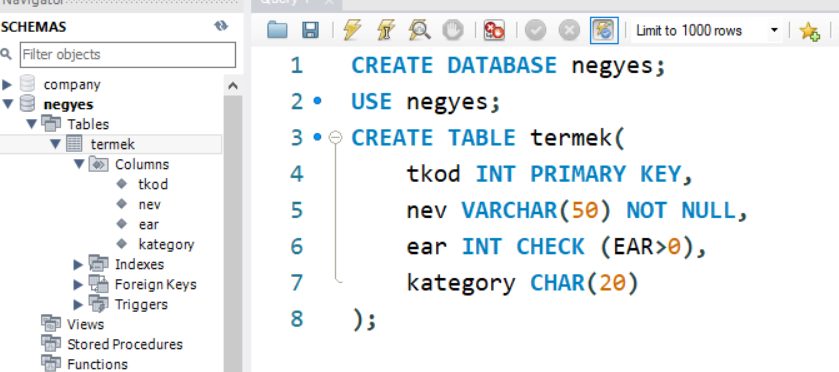 Navigator
SCHEMAS
Filter objects
company
negyes
Tables
termek
Columns
tkod
nev
ear
kategory
Indexes
Foreign Keys
Triggers
Views
Stored Procedures
Functions
Limit to 1000 rows
1 CREATE DATABASE negyes;
2 USE negyes;
3 CREATE TABLE termek(
4 tkod INT PRIMARY KEY,
5 nev VARCHAR(50) NOT NULL,
6 ear INT CHECK (EAR>0),
7 kategory CHAR(20)
8 );